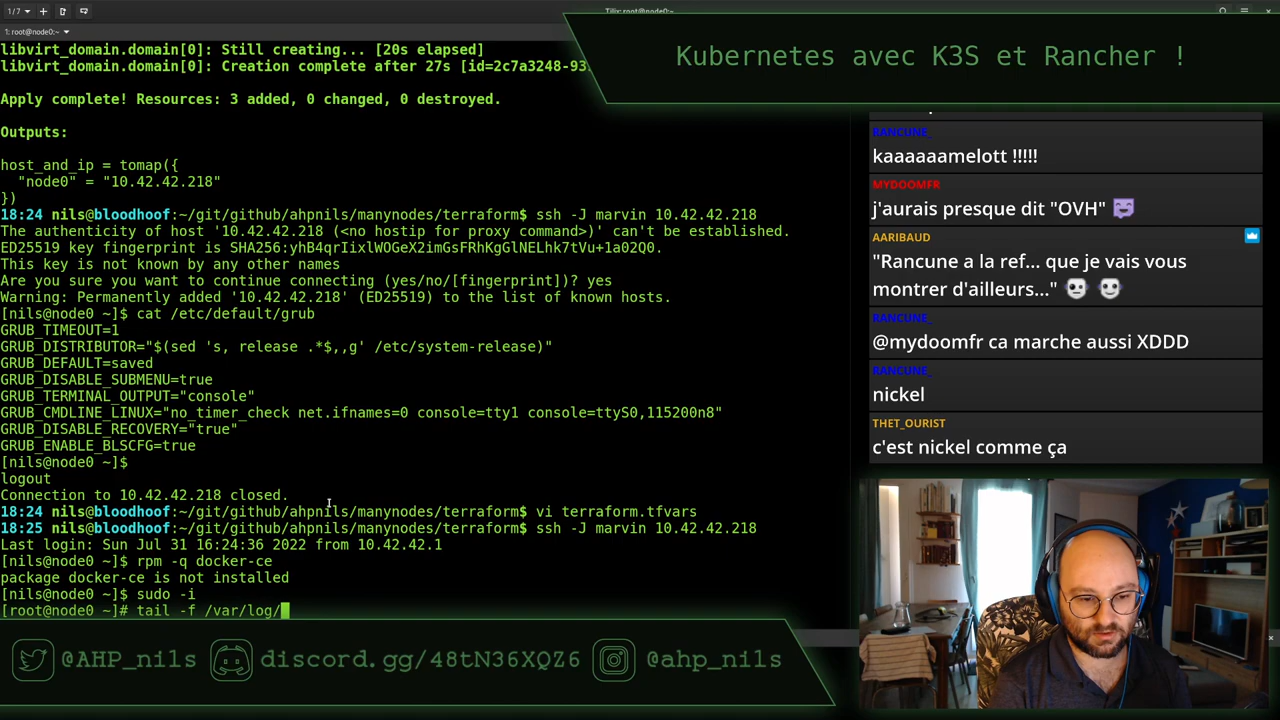 1/7
Tilix: root@node0:~
1: root@node0:~
libvirt_domain.domain[0]: Still creating... [20s elapsed]
libvirt_domain.domain[0]: Creation complete after 27s [id=2c7a3248-93
Apply complete! Resources: 3 added, 0 changed, 0 destroyed.
Outputs:
host_and_ip = tomap({
"node0" = "10.42.42.218"
})
18:24 nils@bloodhoof:~/git/github/ahpnils/manynodes/terraform$ ssh -J marvin 10.42.42.218
The authenticity of host '10.42.42.218 (<no hostip for proxy command>)' can't be established.
ED25519 key fingerprint is SHA256:yhB4qrIixlWOGeX2imGsFRhKgGlNELhk7tVu+1a02Q0.
This key is not known by any other names
Are you sure you want to continue connecting (yes/no/[fingerprint])? yes
Warning: Permanently added '10.42.42.218' (ED25519) to the list of known hosts.
[nils@node0 ~]$ cat /etc/default/grub
GRUB_TIMEOUT=1
GRUB_DISTRIBUTOR="$(sed 's, release .*$,,g' /etc/system-release)"
GRUB_DEFAULT=saved
GRUB_DISABLE_SUBMENU=true
GRUB_TERMINAL_OUTPUT="console"
GRUB_CMDLINE_LINUX="no_timer_check net.ifnames=0 console=tty1 console=ttyS0,115200n8"
GRUB_DISABLE_RECOVERY="true"
GRUB_ENABLE_BLSCFG=true
[nils@node0 ~]$
logout
Connection to 10.42.42.218 closed.
18:24 nils@bloodhoof:~/git/github/ahpnils/manynodes/terraform$ vi terraform.tfvars
18:25 nils@bloodhoof:~/git/github/ahpnils/manynodes/terraform$ ssh -J marvin 10.42.42.218
Last login: Sun Jul 31 16:24:36 2022 from 10.42.42.1
[nils@node0 ~]$ rpm -q docker-ce
package docker-ce is not installed
[nils@node0 ~]$ sudo -i
[root@node0 ~]# tail -f /var/log/
Kubernetes avec K3S et Rancher !
RANCUNE_
kaaaaaamelott !!!!!
MYDOOMFR
j'aurais presque dit "OVH"
AARIBAUD
"Rancune a la ref... que je vais vous
montrer d'ailleurs..."
RANCUNE_
@mydoomfr ca marche aussi XDDD
RANCUNE_
nickel
THET_OURIST
c'est nickel comme ça
@AHP_nils
discord.gg/48tN36XQZ6
@ahp_nils